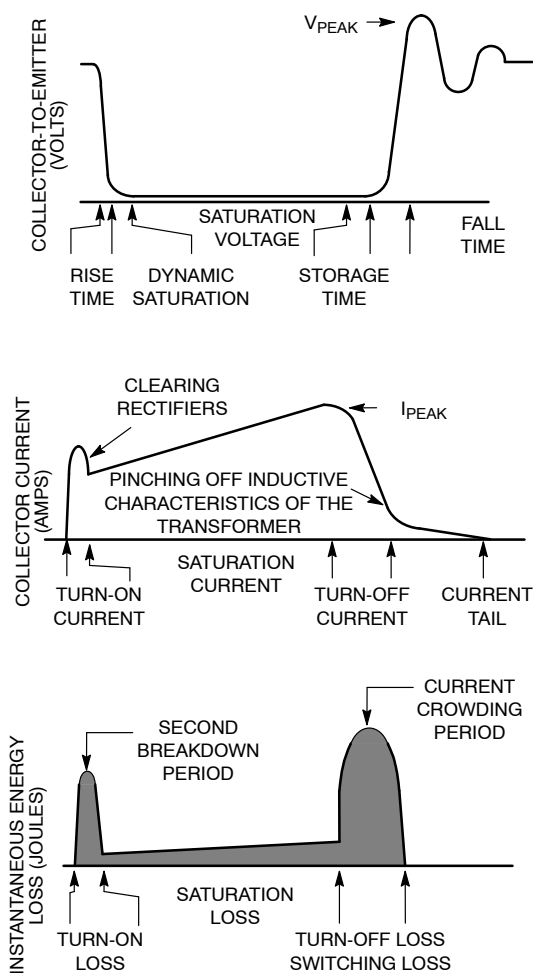 VPEAK
COLLECTOR-TO-EMITTER
(VOLTS)
SATURATION
VOLTAGE
FALL
TIME
RISE
TIME
DYNAMIC
SATURATION
STORAGE
TIME
CLEARING
RECTIFIERS
IPEAK
PINCHING OFF INDUCTIVE
CHARACTERISTICS OF THE
TRANSFORMER
COLLECTOR CURRENT
(AMPS)
SATURATION
CURRENT
TURN-ON
CURRENT
TURN-OFF
CURRENT
CURRENT
TAIL
CURRENT
CROWDING
PERIOD
SECOND
BREAKDOWN
PERIOD
INSTANTANEOUS ENERGY
LOSS (JOULES)
SATURATION
LOSS
TURN-ON
LOSS
TURN-OFF LOSS
SWITCHING LOSS